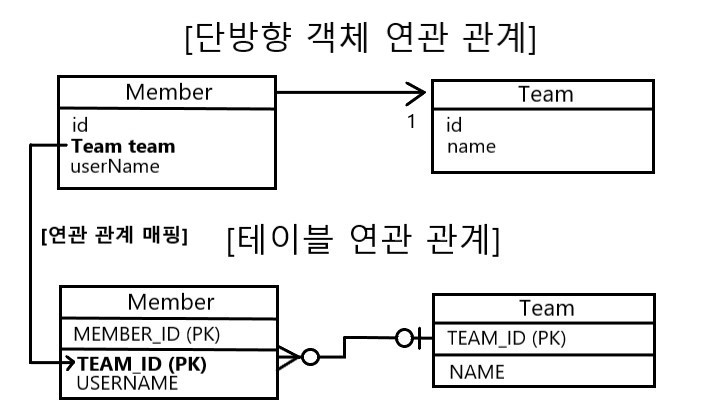 [단방향 객체 연관 관계]
Member
id
Team team
userName
1
Team
id
name
[연관 관계 매핑]
[테이블 연관 관계]
Member
MEMBER_ID (PK)
TEAM_ID (PK)
USERNAME
Team
TEAM_ID (PK)
NAME